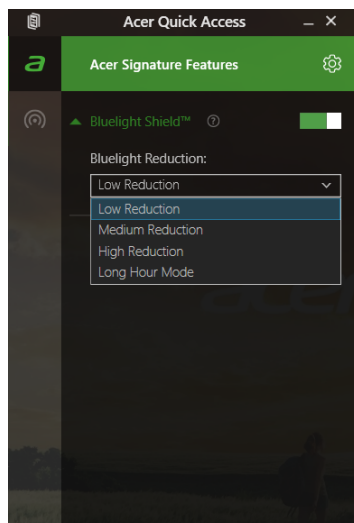 Acer Quick Access
a
Acer Signature Features
Bluelight Shield™ ?
Bluelight Reduction:
Low Reduction
Low Reduction
Medium Reduction
High Reduction
Long Hour Mode
acer